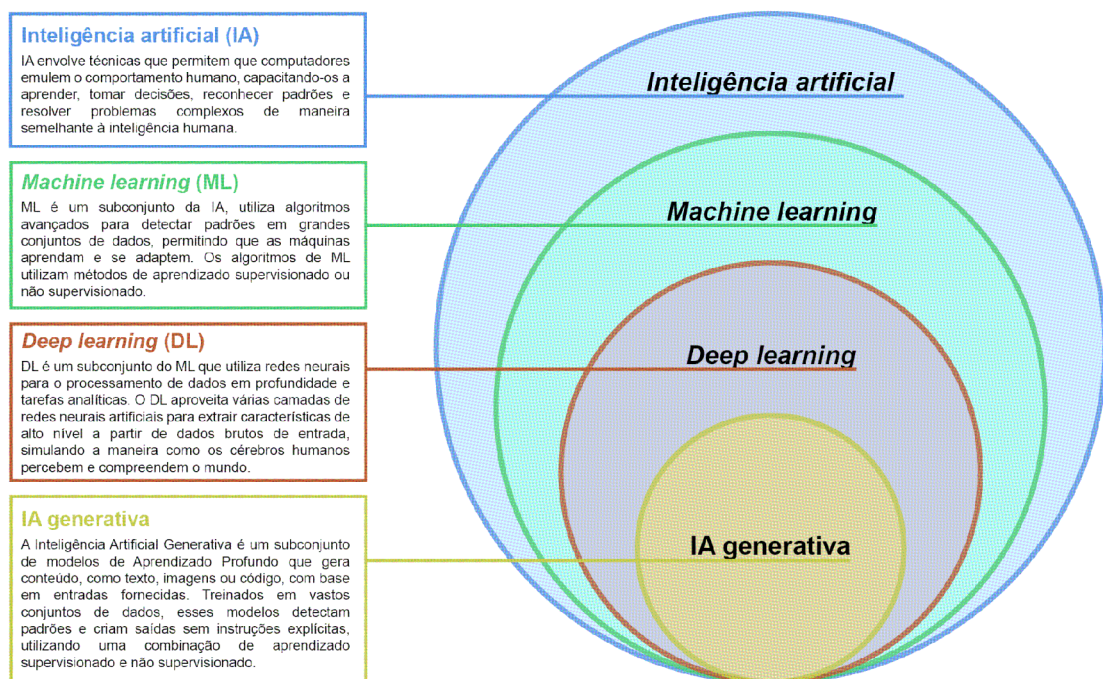 Inteligência artificial (IA)
IA envolve técnicas que permitem que computadores
emulem o comportamento humano, capacitando-os a
aprender, tomar decisões, reconhecer padrões e
resolver problemas complexos de maneira
semelhante à inteligência humana.
Machine learning (ML)
ML é um subconjunto da IA, utiliza algoritmos
avançados para detectar padrões em grandes
conjuntos de dados, permitindo que as máquinas
aprendam e se adaptem. Os algoritmos de ML
utilizam métodos de aprendizado supervisionado ou
não supervisionado.
Deep learning (DL)
DL é um subconjunto do ML que utiliza redes neurais
para o processamento de dados em profundidade e
tarefas analíticas. O DL aproveita várias camadas de
redes neurais artificiais para extrair características de
alto nível a partir de dados brutos de entrada,
simulando a maneira como os cérebros humanos
percebem e compreendem o mundo.
IA generativa
A Inteligência Artificial Generativa é um subconjunto
de modelos de Aprendizado Profundo que gera
conteúdo, como texto, imagens ou código, com base
em entradas fornecidas. Treinados em vastos
conjuntos de dados, esses modelos detectam
padrões e criam saídas sem instruções explícitas,
utilizando uma combinação de aprendizado
supervisionado e não supervisionado.
Inteligência artificial
Machine learning
Deep learning
IA generativa